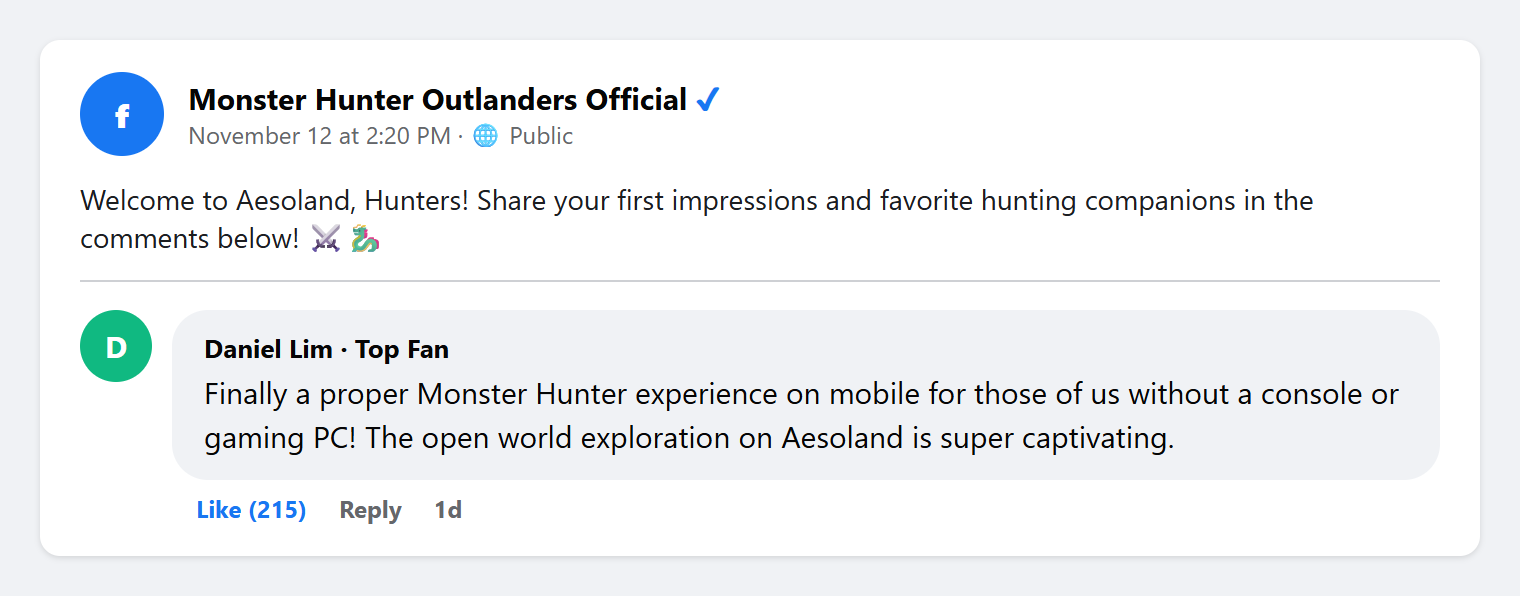 f
Monster Hunter Outlanders Official ✔
November 12 at 2:20 PM · 🌐 Public
Welcome to Aesoland, Hunters! Share your first impressions and favorite hunting companions in the
comments below! ⚔️ 🐉
D
Daniel Lim · Top Fan
Finally a proper Monster Hunter experience on mobile for those of us without a console or
gaming PC! The open world exploration on Aesoland is super captivating.
Like (215) Reply 1d